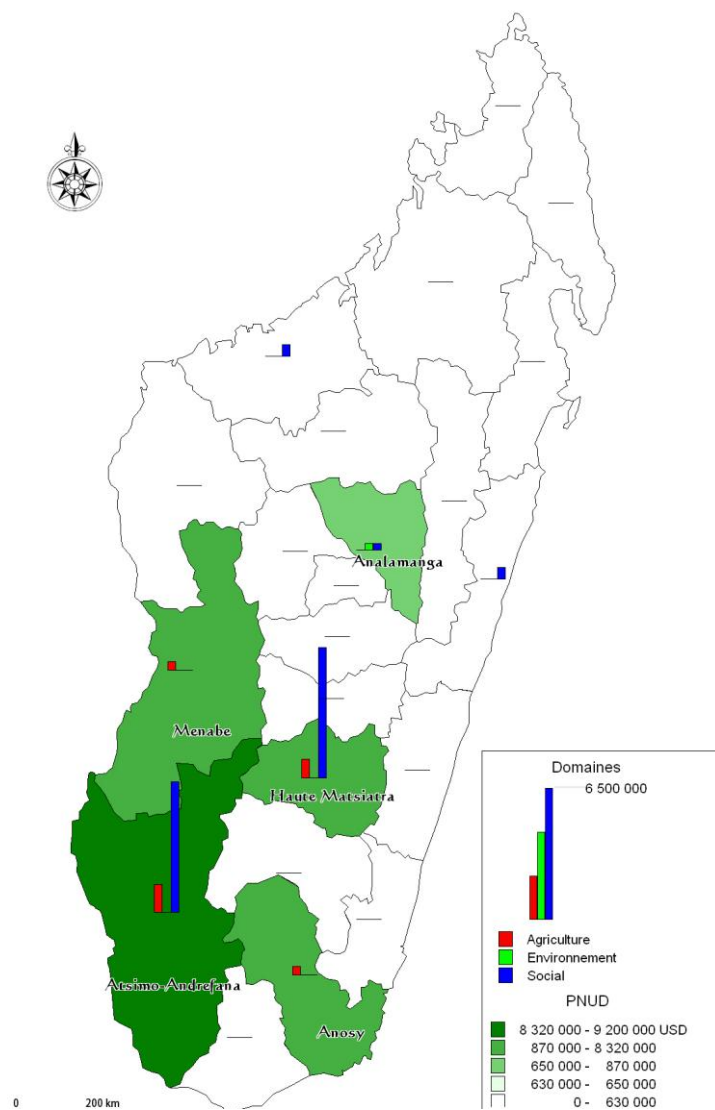 Analamanga
Menabe
Haute Matsiatra
Atsimo-Andrefana
Anosy
0 200 km
Domaines
6 500 000
Agriculture
Environnement
Social
PNUD
8 320 000 - 9 200 000 USD
870 000 - 8 320 000
650 000 - 870 000
630 000 - 650 000
0 - 630 000